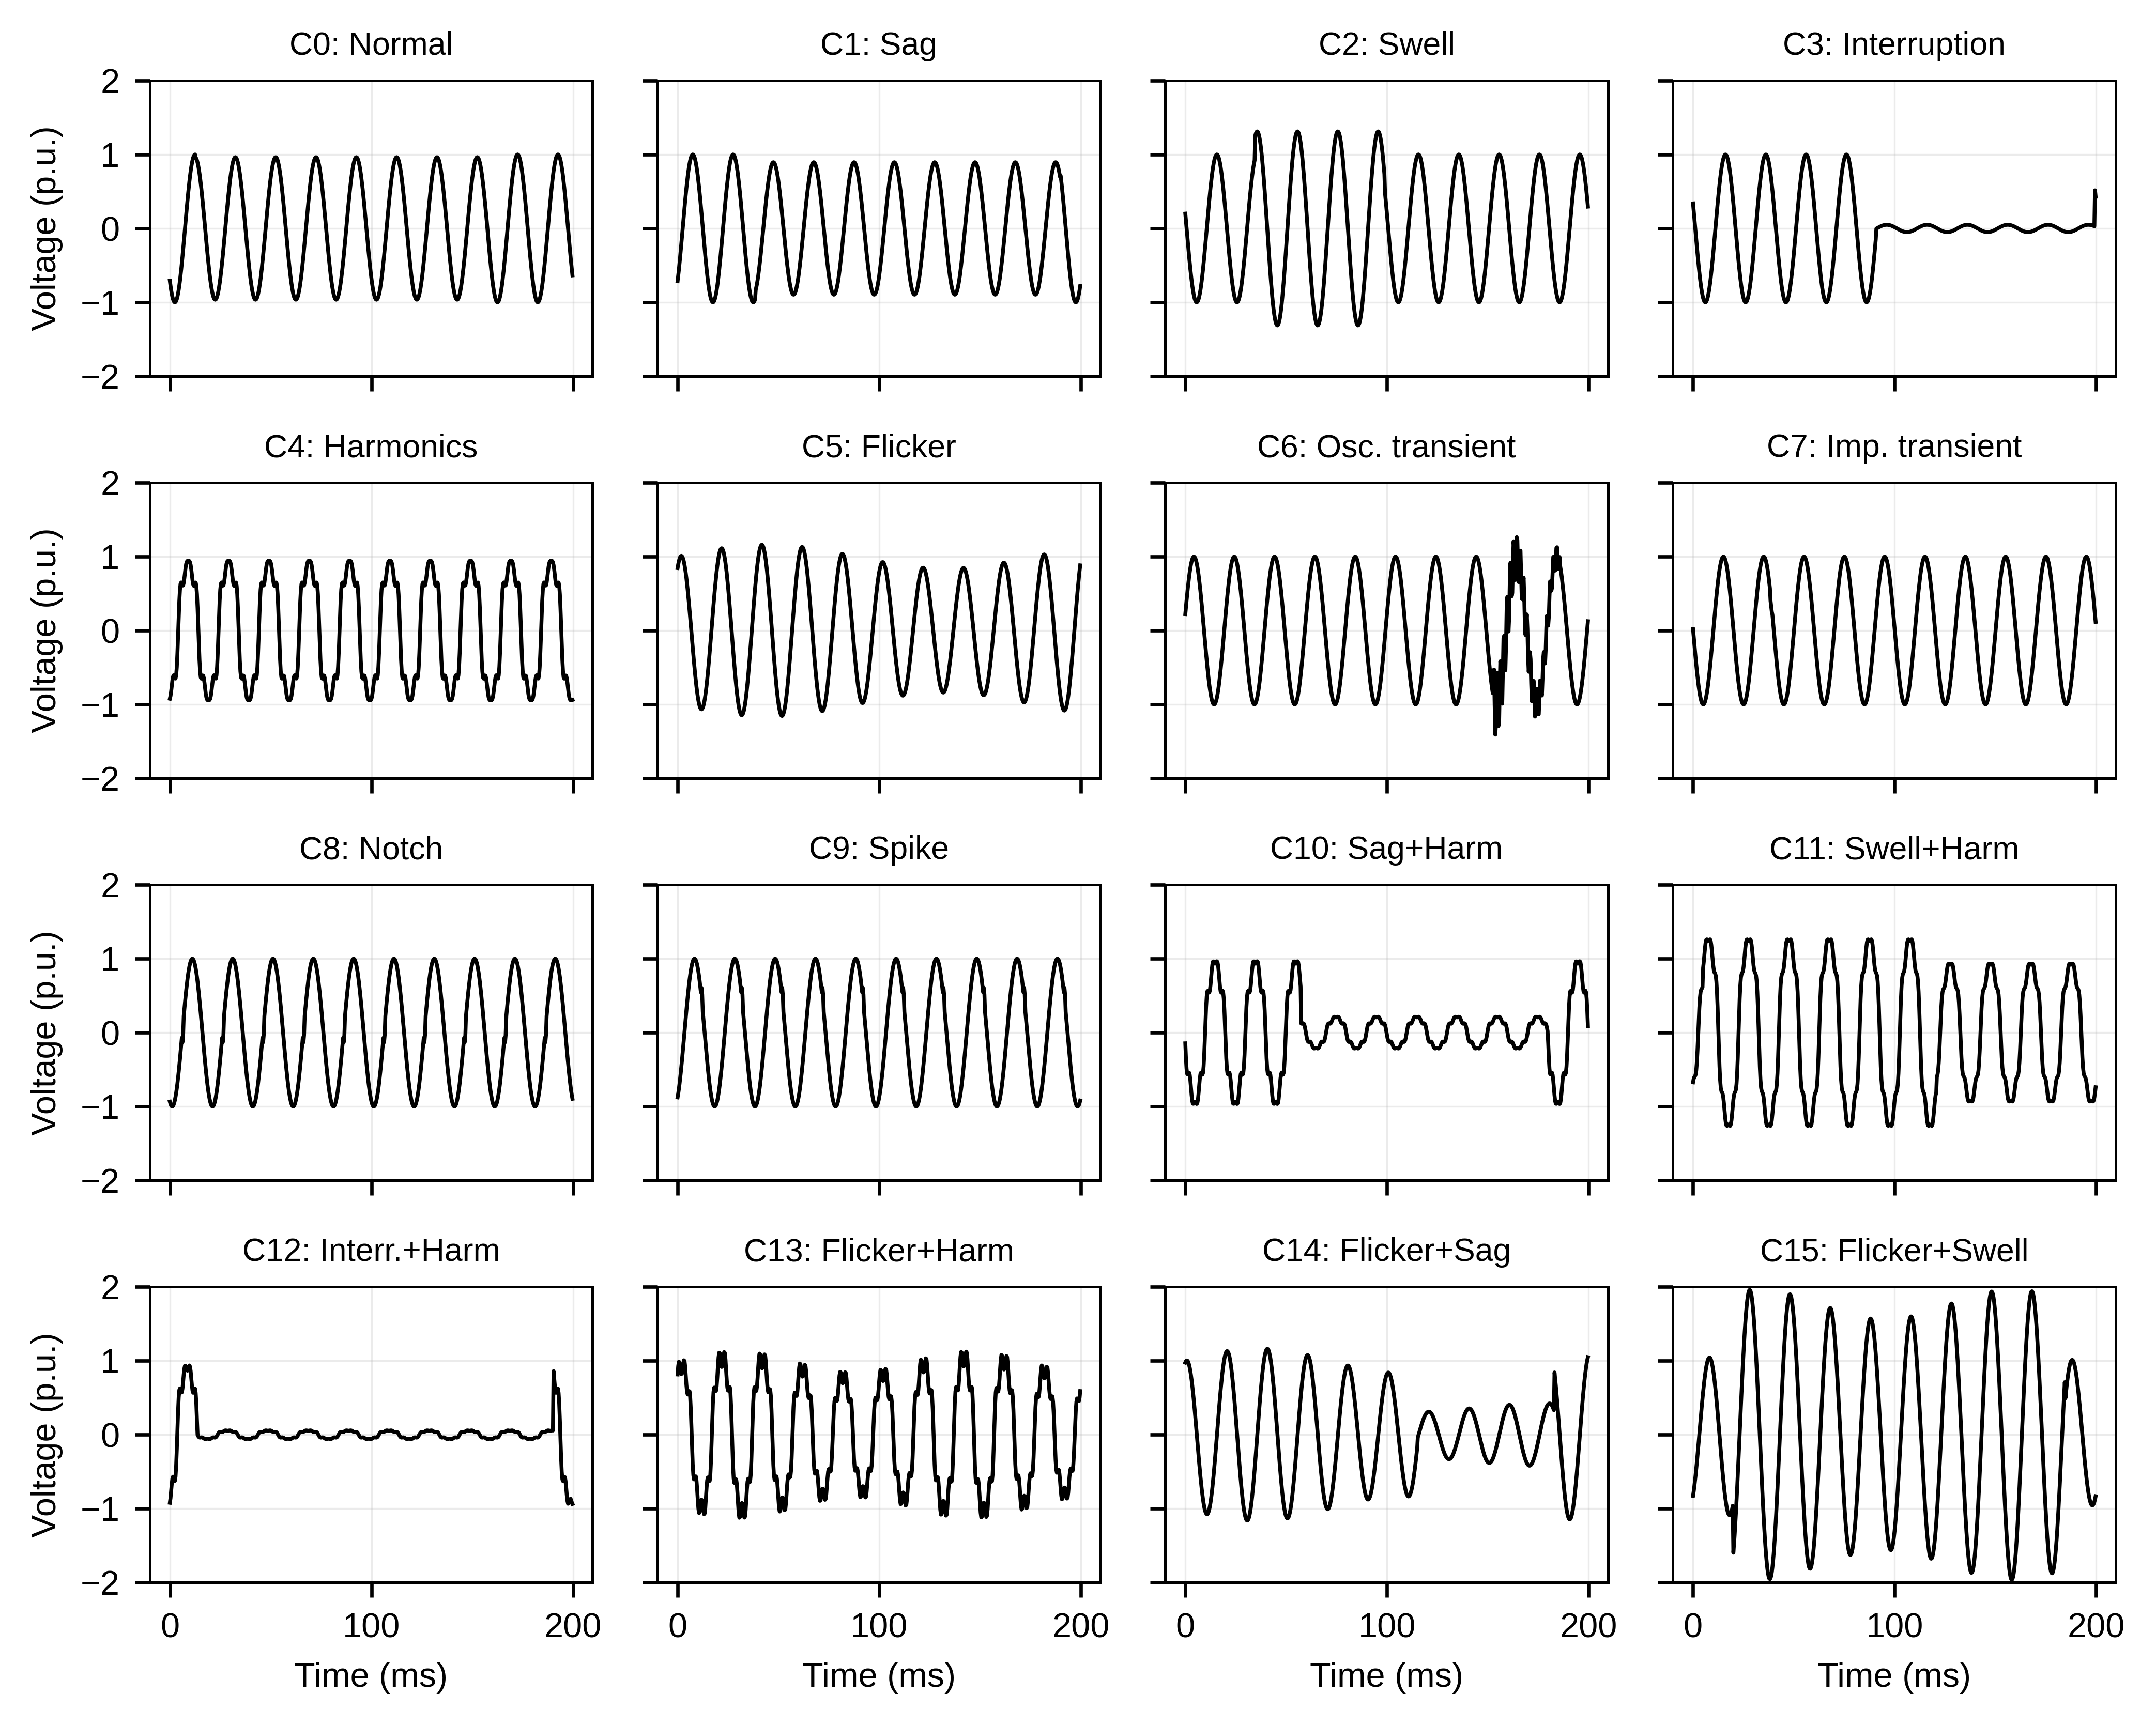 C0: Normal
C1: Sag
C2: Swell
C3: Interruption
Voltage (p.u.)
2
1
0
−1
−2
C4: Harmonics
C5: Flicker
C6: Osc. transient
C7: Imp. transient
Voltage (p.u.)
2
1
0
−1
−2
C8: Notch
C9: Spike
C10: Sag+Harm
C11: Swell+Harm
Voltage (p.u.)
2
1
0
−1
−2
C12: Interr.+Harm
C13: Flicker+Harm
C14: Flicker+Sag
C15: Flicker+Swell
Voltage (p.u.)
2
1
0
−1
−2
0 100 200
0 100 200
0 100 200
0 100 200
Time (ms)
Time (ms)
Time (ms)
Time (ms)